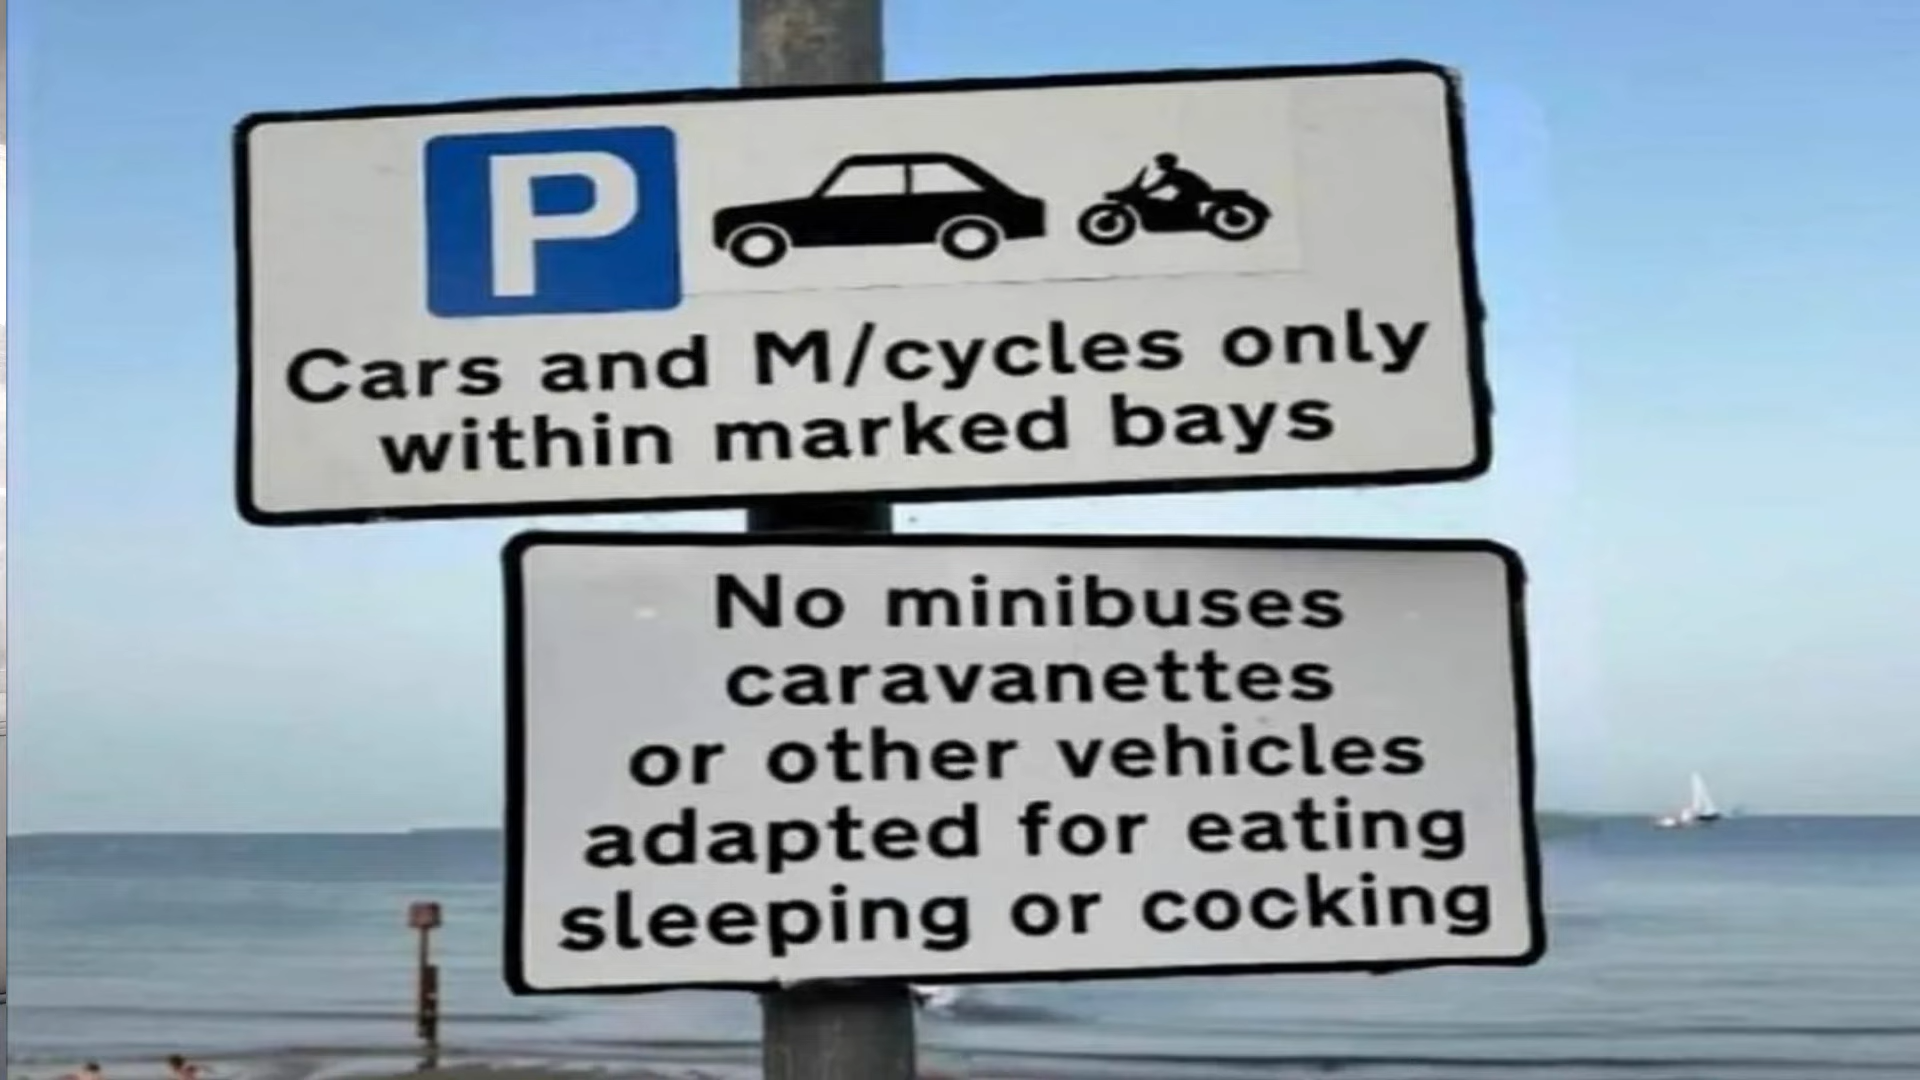 P
Cars and M/cycles only
within marked bays
No minibuses
caravanettes
or other vehicles
adapted for eating
sleeping or cocking